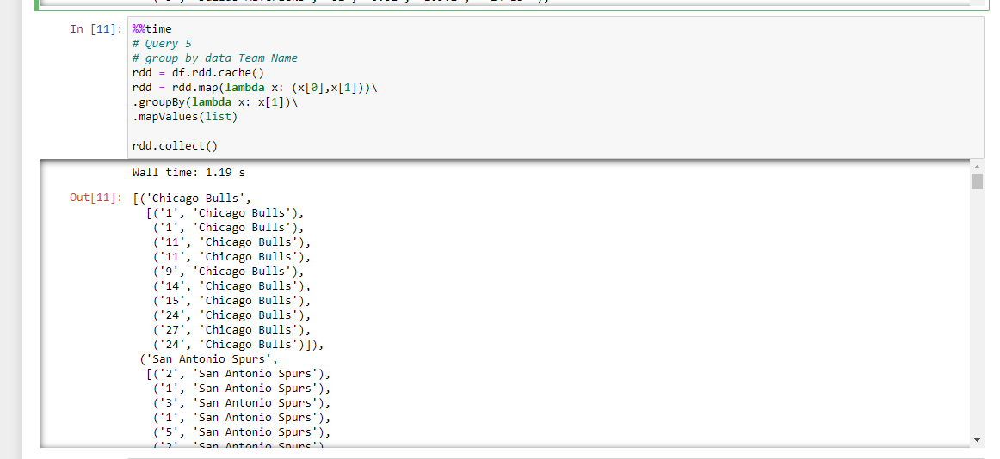 In [11]: %%time
# Query 5
# group by data Team Name
rdd = df.rdd.cache()
rdd = rdd.map(lambda x: (x[0],x[1]))\
.groupBy(lambda x: x[1])\
.mapValues(list)
rdd.collect()
Wall time: 1.19 s
Out[11]: [('Chicago Bulls',
[('1', 'Chicago Bulls'),
('1', 'Chicago Bulls'),
('11', 'Chicago Bulls'),
('11', 'Chicago Bulls'),
('9', 'Chicago Bulls'),
('14', 'Chicago Bulls'),
('15', 'Chicago Bulls'),
('24', 'Chicago Bulls'),
('27', 'Chicago Bulls'),
('24', 'Chicago Bulls')]),
('San Antonio Spurs',
[('2', 'San Antonio Spurs'),
('1', 'San Antonio Spurs'),
('3', 'San Antonio Spurs'),
('1', 'San Antonio Spurs'),
('5', 'San Antonio Spurs'),
('2', 'San Antonio Spurs')